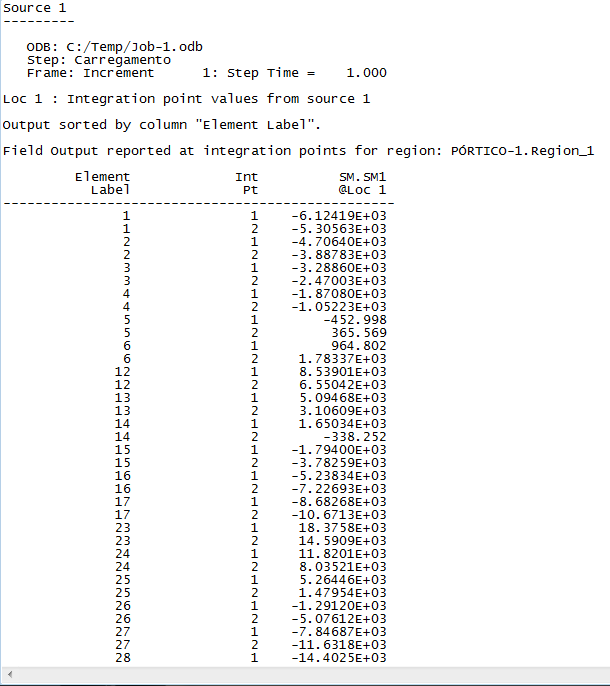 Source 1
---------
ODB: C:/Temp/Job-1.odb
Step: Carregamento
Frame: Increment      1: Step Time =    1.000
Loc 1 : Integration point values from source 1
Output sorted by column "Element Label".
Field Output reported at integration points for region: PÓRTICO-1.Region_1
Element Int SM.SM1
Label Pt @Loc 1
-------------------------------------------------
1 1 -6.12419E+03
1 2 -5.30563E+03
2 1 -4.70640E+03
2 2 -3.88783E+03
3 1 -3.28860E+03
3 2 -2.47003E+03
4 1 -1.87080E+03
4 2 -1.05223E+03
5 1 -452.998
5 2 365.569
6 1 964.802
6 2 1.78337E+03
12 1 8.53901E+03
12 2 6.55042E+03
13 1 5.09468E+03
13 2 3.10609E+03
14 1 1.65034E+03
14 2 -338.252
15 1 -1.79400E+03
15 2 -3.78259E+03
16 1 -5.23834E+03
16 2 -7.22693E+03
17 1 -8.68268E+03
17 2 -10.6713E+03
23 1 18.3758E+03
23 2 14.5909E+03
24 1 11.8201E+03
24 2 8.03521E+03
25 1 5.26446E+03
25 2 1.47954E+03
26 1 -1.29120E+03
26 2 -5.07612E+03
27 1 -7.84687E+03
27 2 -11.6318E+03
28 1 -14.4025E+03